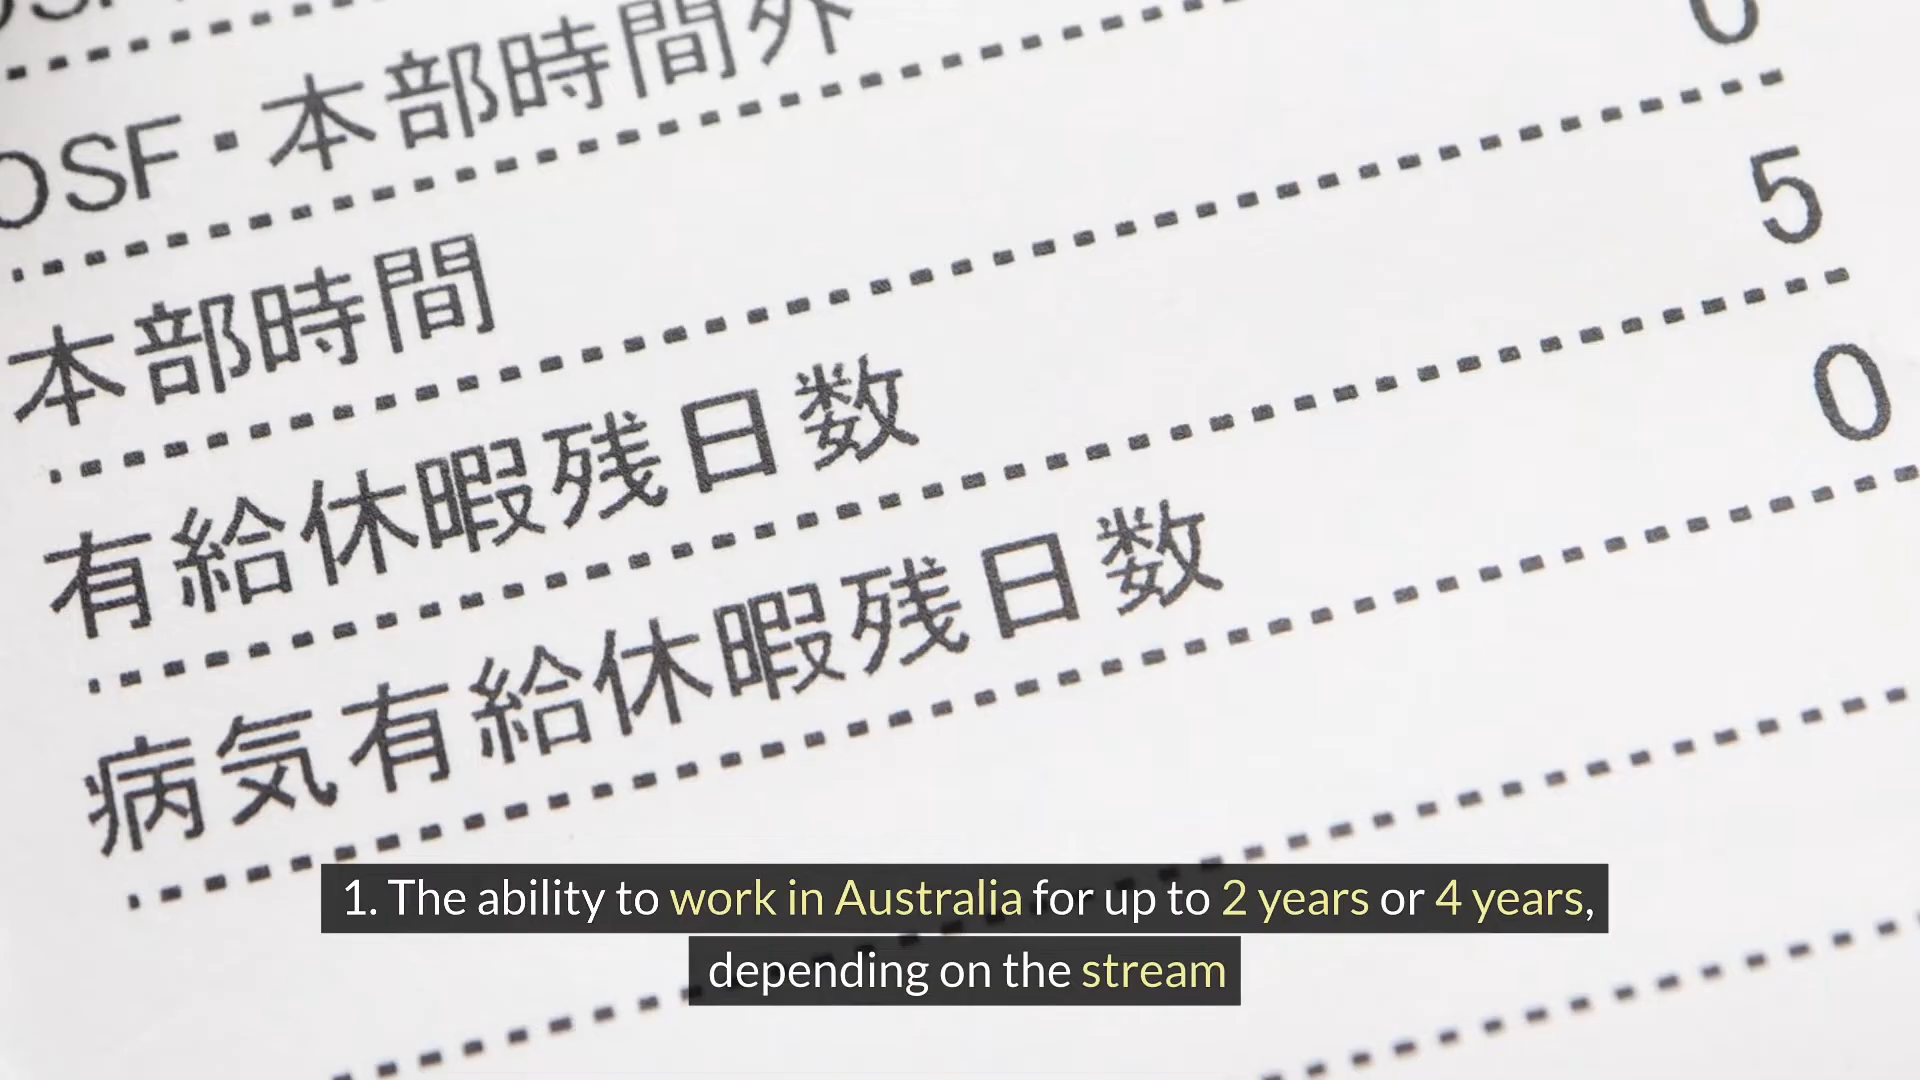 OSF・本部時間外
本部時間
5
有給休暇残日数
0
病気有給休暇残日数
1. The ability to work in Australia for up to 2 years or 4 years,
depending on the stream